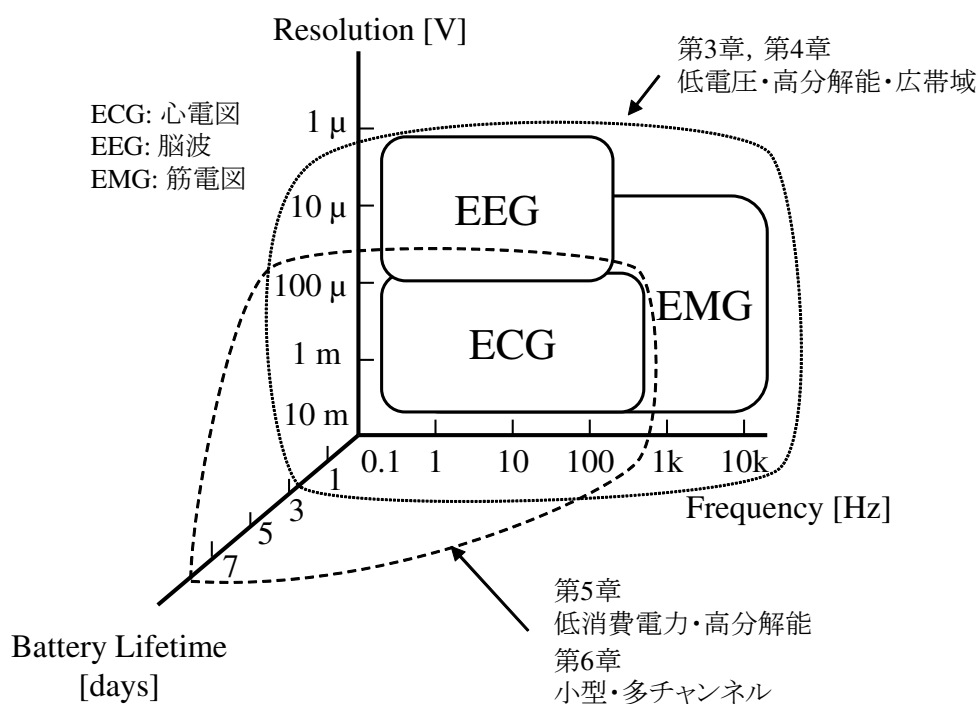 Resolution [V]
第3章, 第4章
低電圧・高分解能・広帯域
ECG: 心電図
EEG: 脳波
EMG: 筋電図
1 μ
10 μ
100 μ
1 m
10 m
EEG
ECG
EMG
0.1 1 10 100 1k 10k
Frequency [Hz]
1
3
5
7
Battery Lifetime
[days]
第5章
低消費電力・高分解能
第6章
小型・多チャンネル